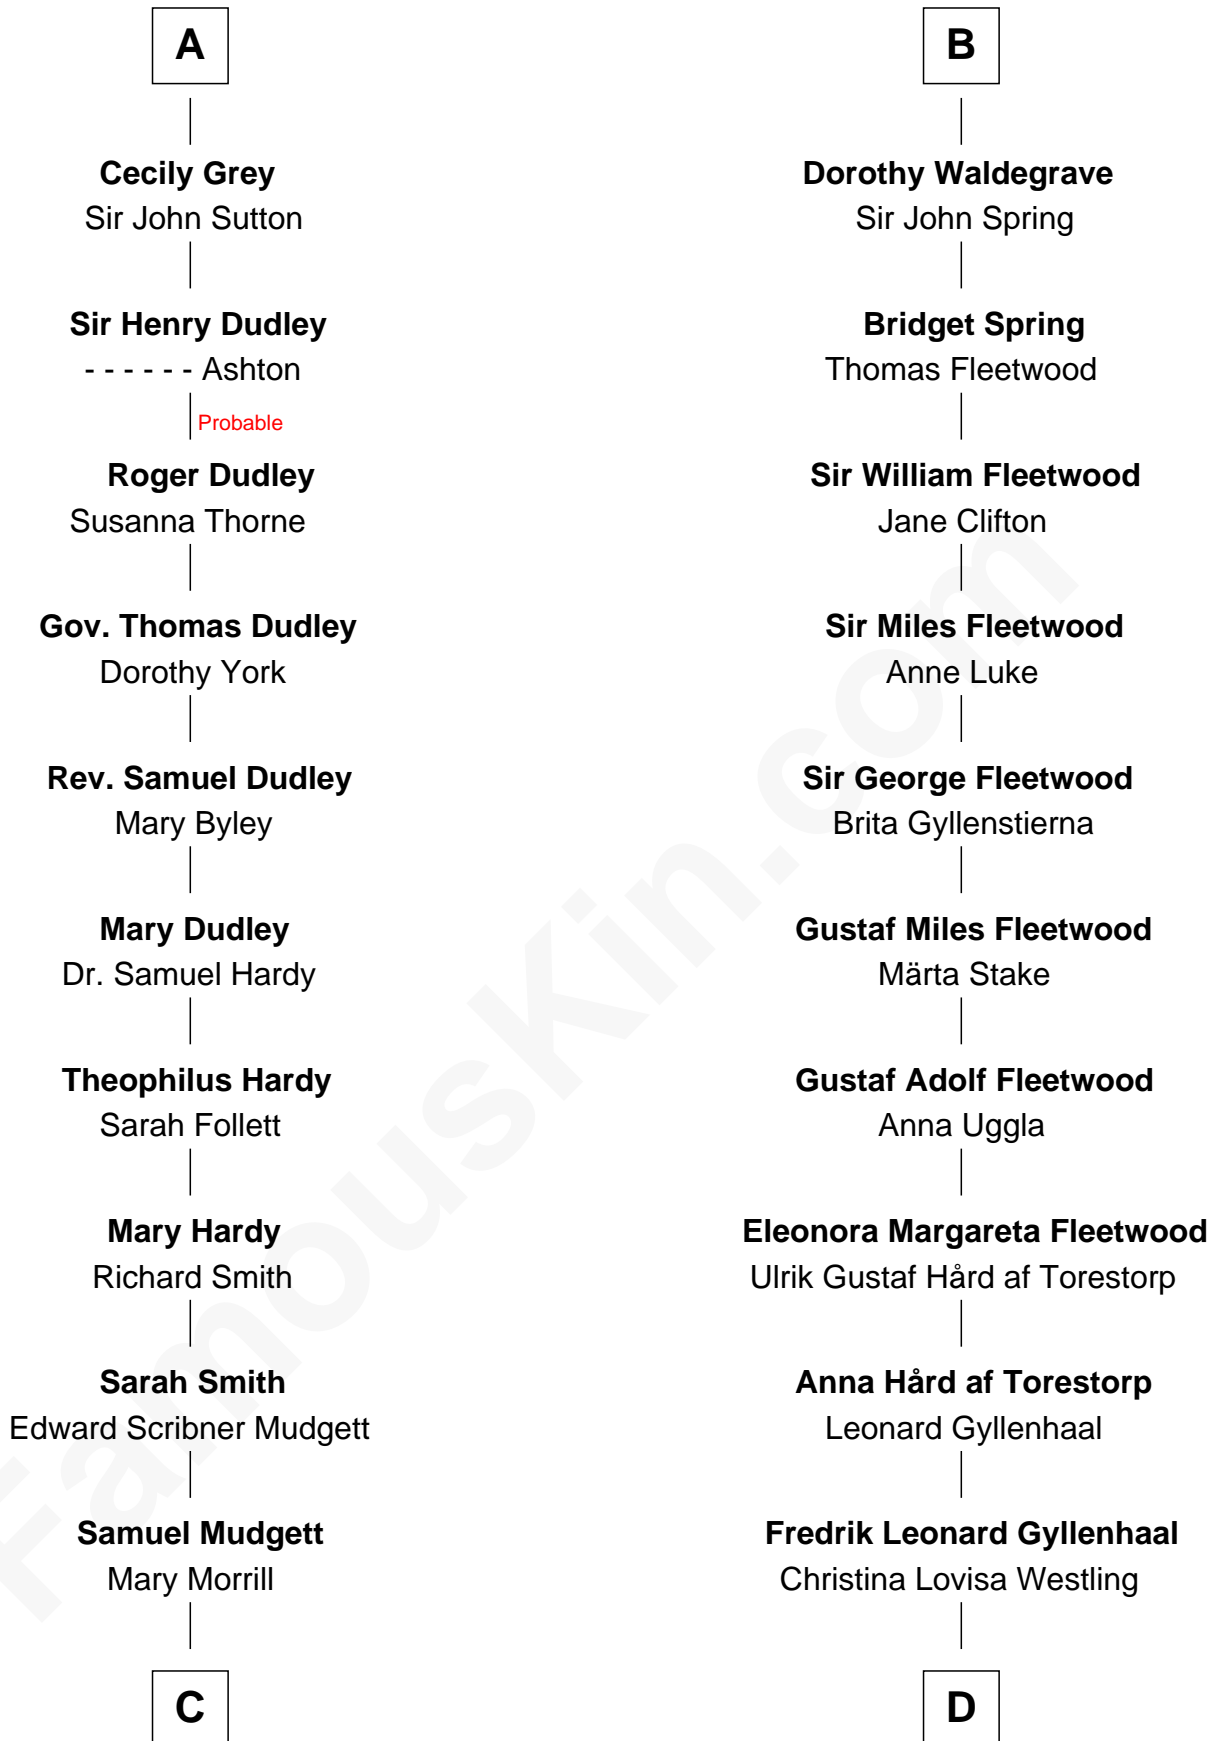 A
Cecily Grey
Sir John Sutton
Sir Henry Dudley
- - - - - - Ashton
Probable
Roger Dudley
Susanna Thorne
Gov. Thomas Dudley
Dorothy York
Rev. Samuel Dudley
Mary Byley
Mary Dudley
Dr. Samuel Hardy
Theophilus Hardy
Sarah Follett
Mary Hardy
Richard Smith
Sarah Smith
Edward Scribner Mudgett
Samuel Mudgett
Mary Morrill
C
B
Dorothy Waldegrave
Sir John Spring
Bridget Spring
Thomas Fleetwood
Sir William Fleetwood
Jane Clifton
Sir Miles Fleetwood
Anne Luke
Sir George Fleetwood
Brita Gyllenstierna
Gustaf Miles Fleetwood
Märta Stake
Gustaf Adolf Fleetwood
Anna Uggla
Eleonora Margareta Fleetwood
Ulrik Gustaf Hård af Torestorp
Anna Hård af Torestorp
Leonard Gyllenhaal
Fredrik Leonard Gyllenhaal
Christina Lovisa Westling
D
FamousKin.com